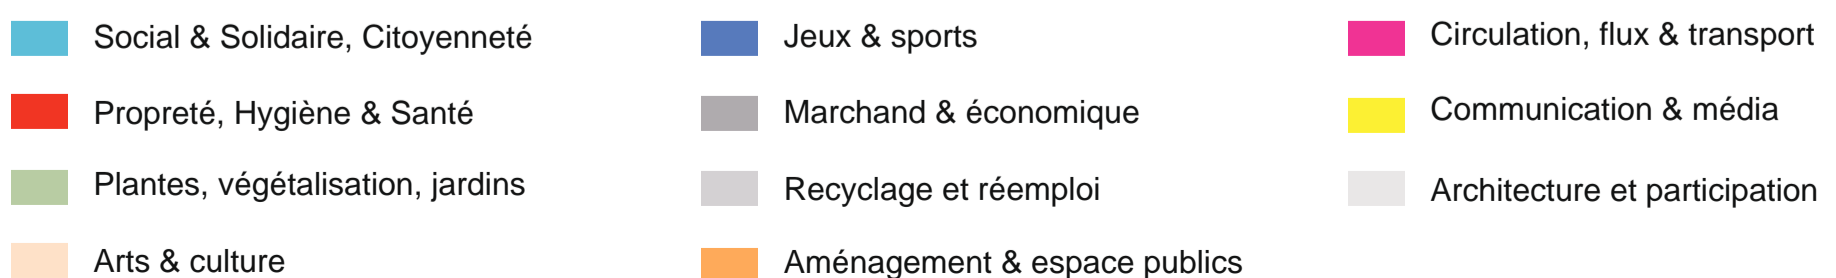 Social & Solidaire, Citoyenneté
Propreté, Hygiène & Santé
Plantes, végétalisation, jardins
Arts & culture
Jeux & sports
Marchand & économique
Recyclage et réemploi
Aménagement & espace publics
Circulation, flux & transport
Communication & média
Architecture et participation